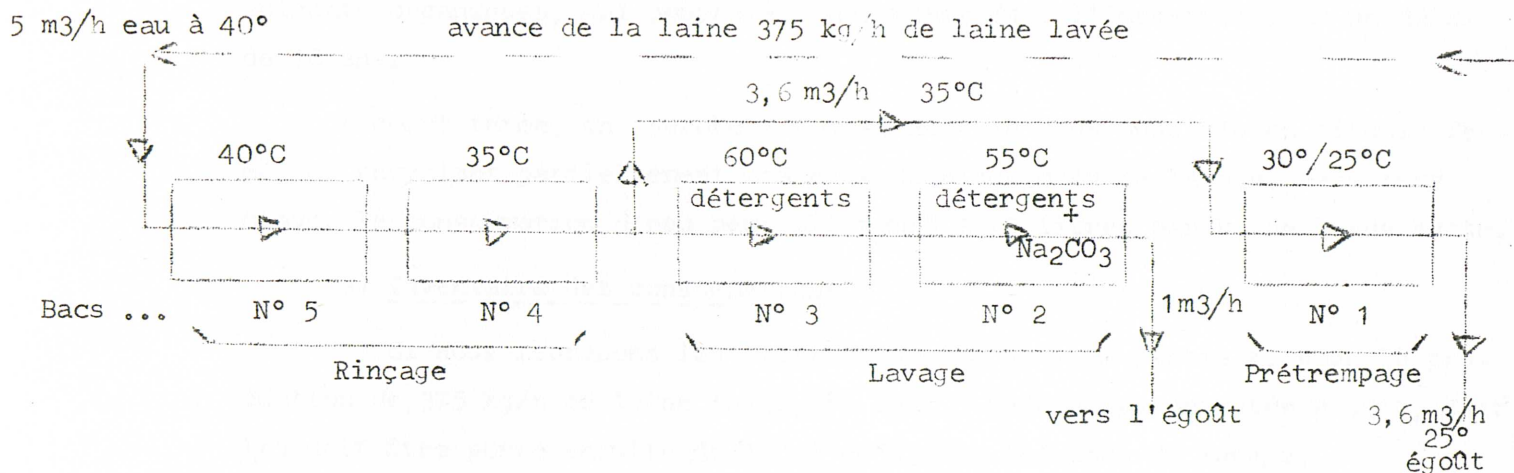 5 m3/h eau à 40° avance de la laine 375 kg/h de laine lavée
3,6 m3/h 35°C
40°C 35°C 60°C 55°C 30°/25°C
détergents détergents
+
Na2CO3
Bacs ... N° 5 N° 4 N° 3 N° 2 1m3/h N° 1
Rinçage Lavage Prétrempage
vers l'égoût 3,6 m3/h
25°
égoût